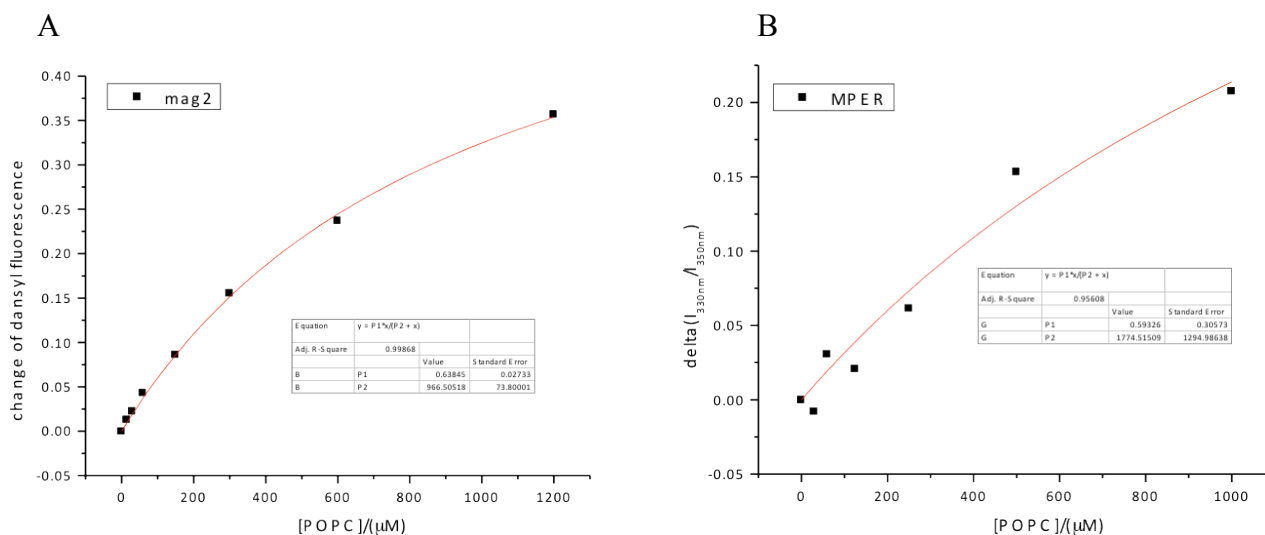 A
B
mag2
MPER
0.40
0.35
0.30
0.25
0.20
0.15
0.10
0.05
0.00
-0.05
change of dansyl fluorescence
0 200 400 600 800 1000 1200
[POPC]/(μM)
Equation y = P1*x/(P2 + x)
Adj. R-Square 0.99868
Value Standard Error
B P1 0.63845 0.02733
B P2 966.50518 73.80001
0.20
0.15
0.10
0.05
0.00
-0.05
delta(I330nm/I350nm)
0 200 400 600 800 1000
[POPC]/(μM)
Equation y = P1*x/(P2 + x)
Adj. R-Square 0.95608
Value Standard Error
G P1 0.59326 0.30573
G P2 1774.51509 1294.98638